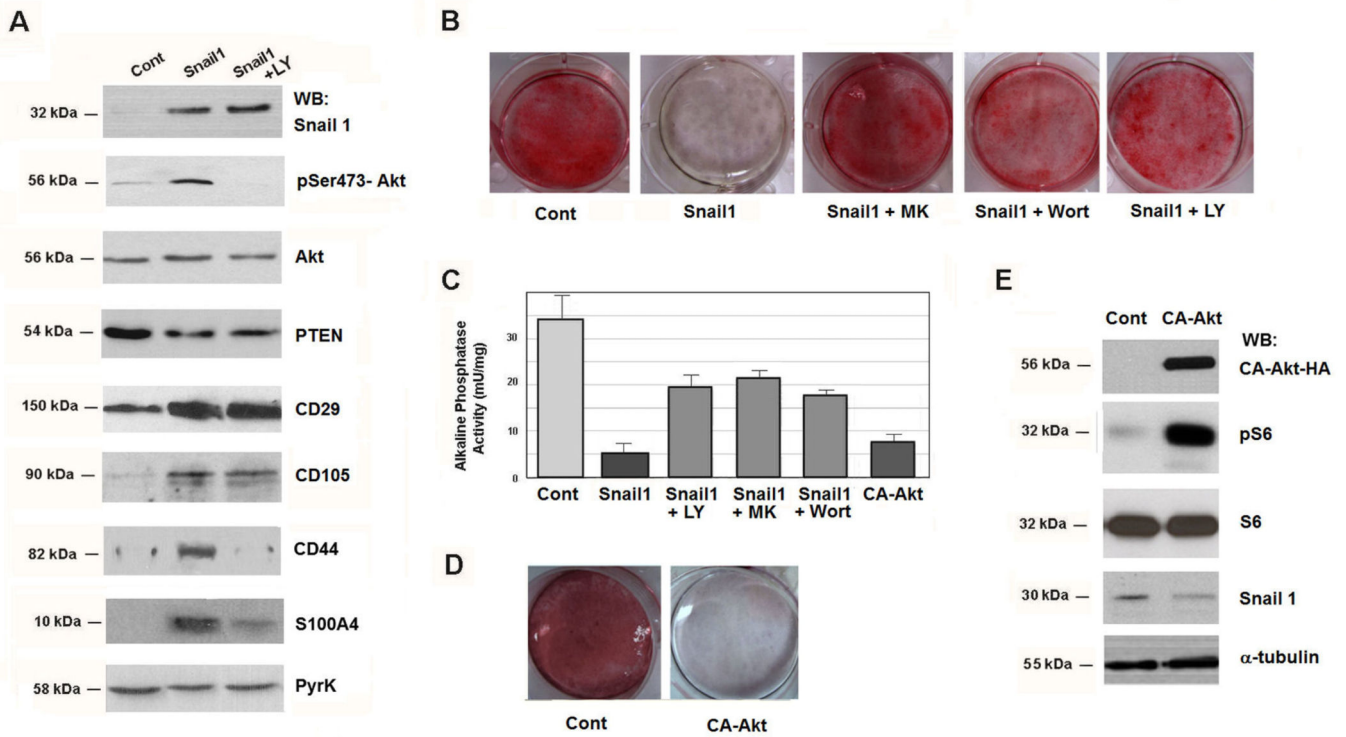 A
Cont
Snail1
Snail1
+LY
32 kDa
WB:
Snail 1
56 kDa
pSer473- Akt
56 kDa
Akt
54 kDa
PTEN
150 kDa
CD29
90 kDa
CD105
82 kDa
CD44
10 kDa
S100A4
58 kDa
PyrK
B
Cont
Snail1
Snail1 + MK
Snail1 + Wort
Snail1 + LY
C
Alkaline Phosphatase
Activity (mU/mg)
30
20
10
0
Cont
Snail1
Snail1
+ LY
Snail1
+ MK
Snail1
+ Wort
CA-Akt
D
Cont
CA-Akt
E
Cont
CA-Akt
WB:
56 kDa
CA-Akt-HA
32 kDa
pS6
32 kDa
S6
30 kDa
Snail 1
55 kDa
α-tubulin